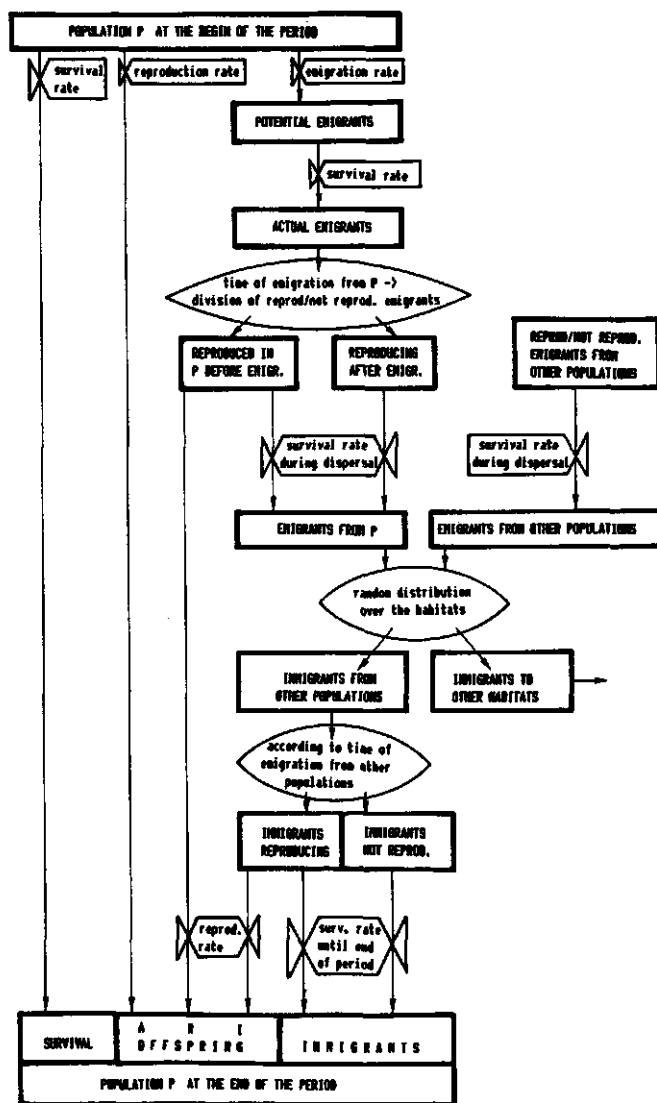 POPULATION P AT THE BEGIN OF THE PERIOD
survival
rate
reproduction rate
emigration rate
POTENTIAL EMIGRANTS
survival rate
ACTUAL EMIGRANTS
time of emigration from P ->
division of reprod/not reprod. emigrants
REPRODUCED IN
P BEFORE EMIGR.
REPRODUCING
AFTER EMIGR.
REPROD/NOT REPROD.
EMIGRANTS FROM
OTHER POPULATIONS
survival rate
during dispersal
survival rate
during dispersal
EMIGRANTS FROM P
EMIGRANTS FROM OTHER POPULATIONS
random distribution
over the habitats
IMMIGRANTS FROM
OTHER POPULATIONS
IMMIGRANTS TO
OTHER HABITATS
according to time of
emigration from other
populations
IMMIGRANTS
REPRODUCING
IMMIGRANTS
NOT REPROD.
reprod.
rate
surv. rate
until end
of period
SURVIVAL
A R I
OFFSPRING
IMMIGRANTS
POPULATION P AT THE END OF THE PERIOD